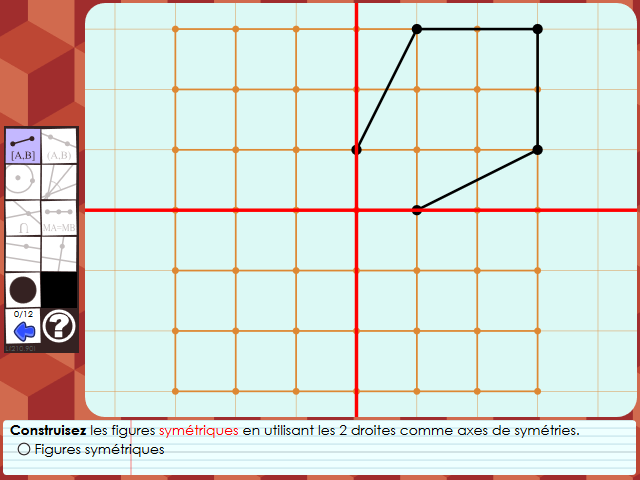 [A,B] (A,B)
∩ MA=MB
0/12
?
Construisez les figures symétriques en utilisant les 2 droites comme axes de symétries.
Figures symétriques